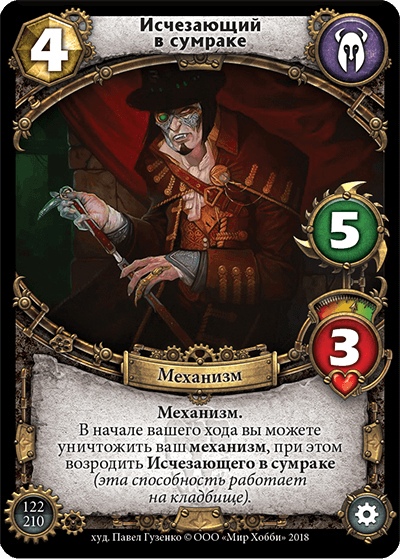 Исчезающий
в сумраке
4
5
3
Механизм
Механизм.
В начале вашего хода вы можете
уничтожить ваш механизм, при этом
возродить Исчезающего в сумраке
(эта способность работает
на кладбище).
122
210
худ. Павел Гузенко © ООО «Мир Хобби» 2018